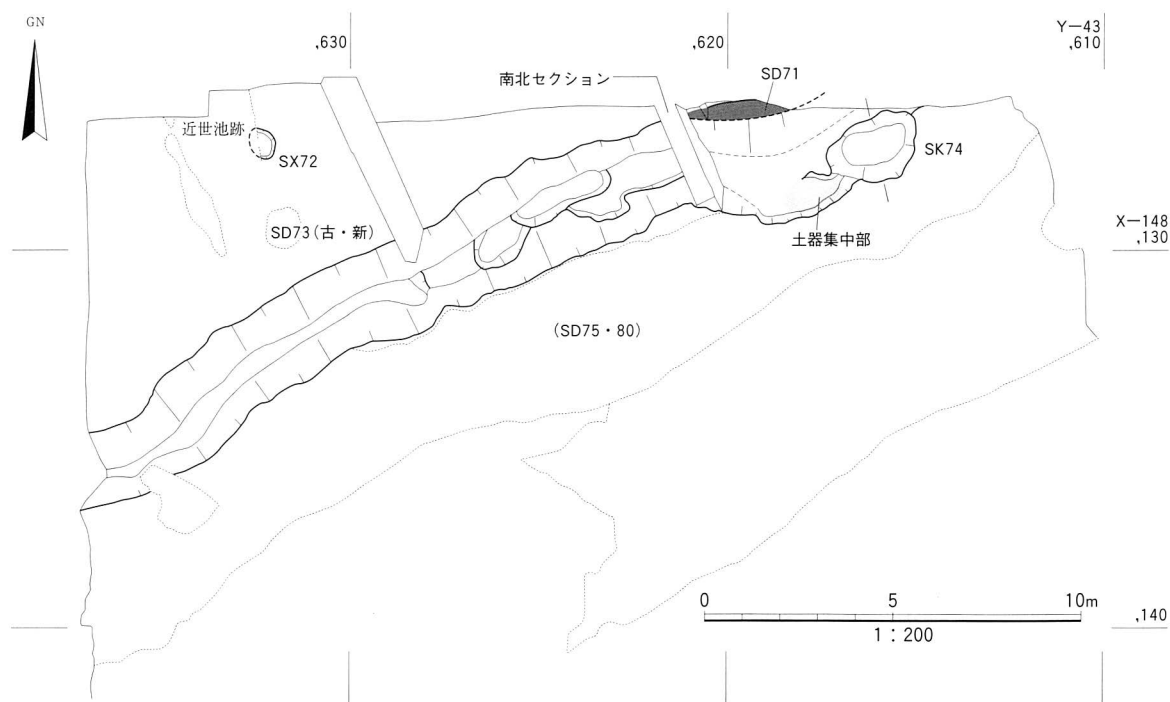 GN
,630
,620
Y−43
,610
南北セクション
SD71
近世池跡
SX72
SK74
SD73(古・新)
土器集中部
X−148
,130
(SD75・80)
0 5 10m
1:200
,140